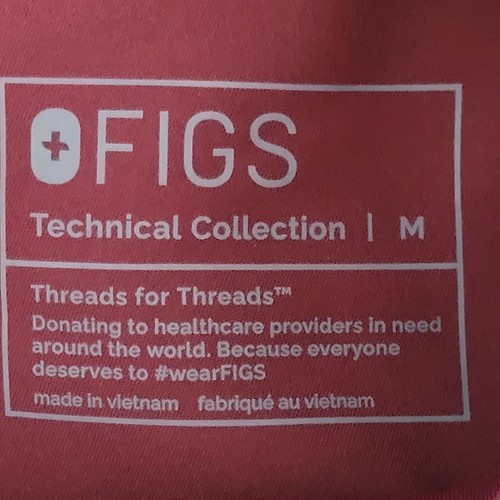 FIGS
Technical Collection | M
Threads for Threads™
Donating to healthcare providers in need
around the world. Because everyone
deserves to #wearFIGS
made in vietnam fabriqué au vietnam